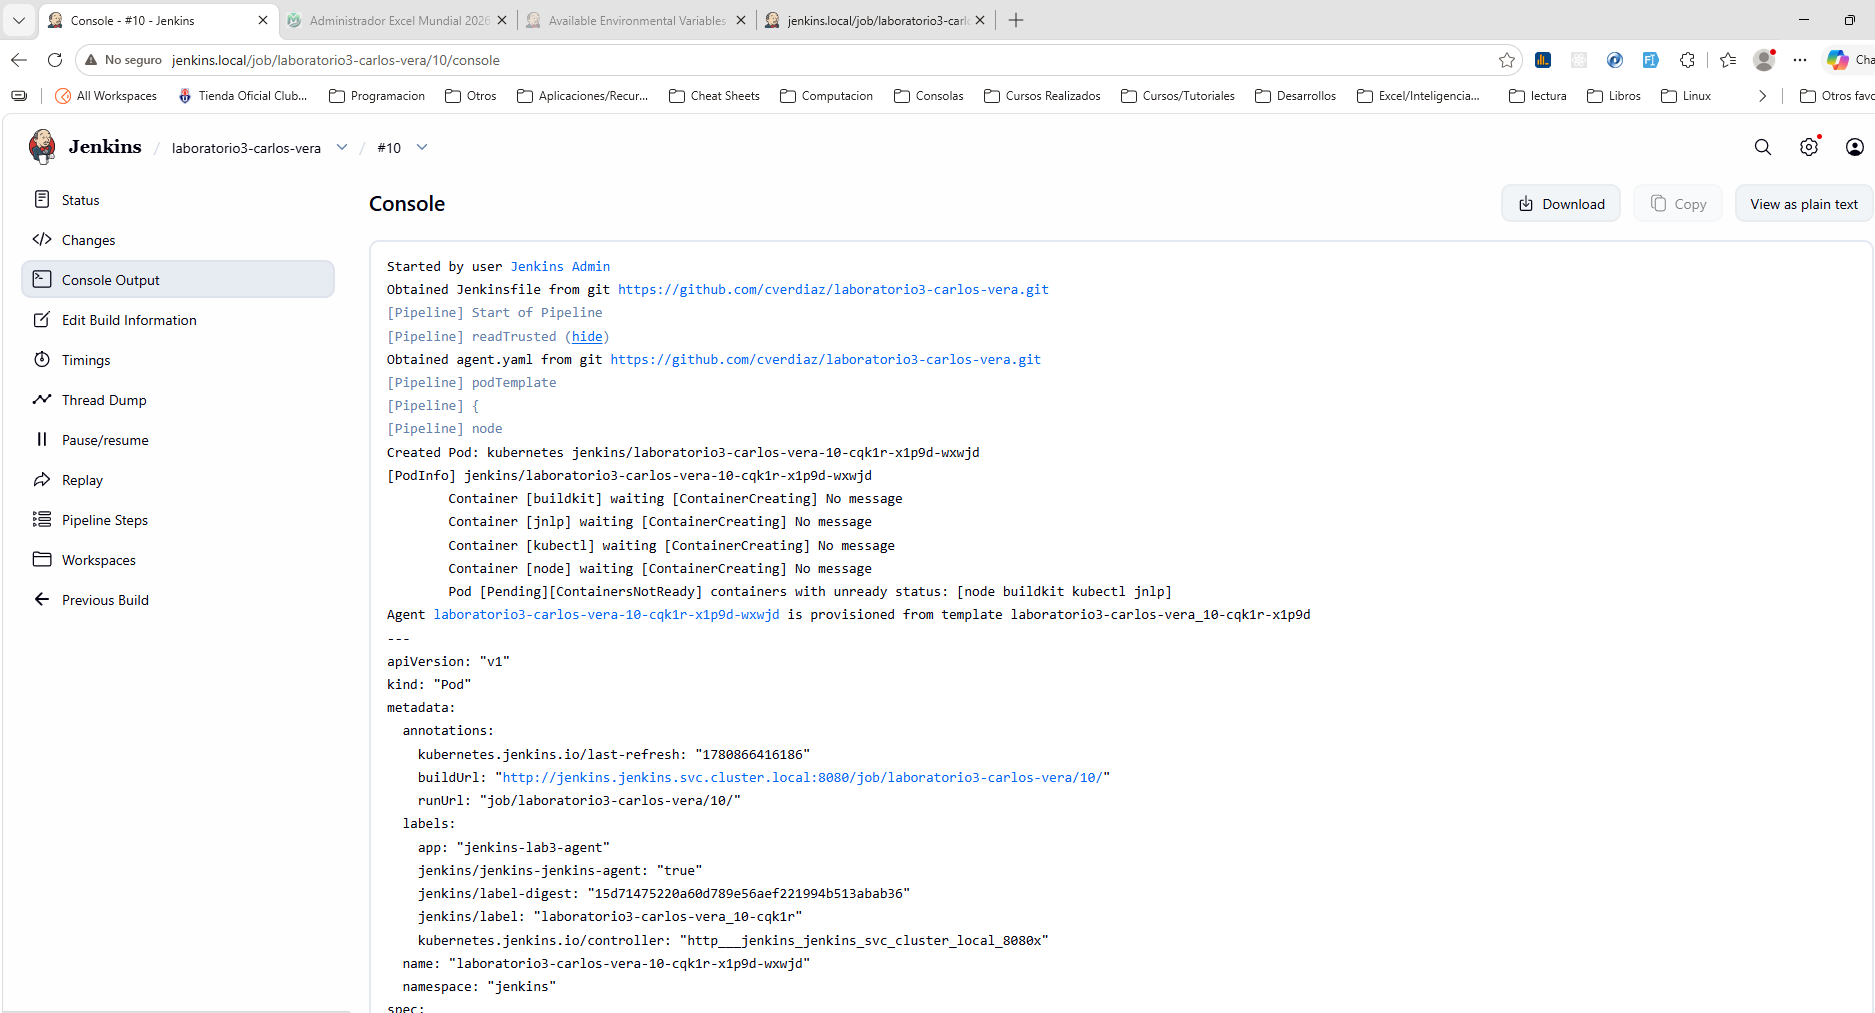 Console - #10 - Jenkins
Administrador Excel Mundial 2026
Available Environmental Variables
jenkins.local/job/laboratorio3-carl
No seguro jenkins.local/job/laboratorio3-carlos-vera/10/console
Cha
All Workspaces
Tienda Oficial Club...
Programacion
Otros
Aplicaciones/Recur...
Cheat Sheets
Computacion
Consolas
Cursos Realizados
Cursos/Tutoriales
Desarrollos
Excel/Inteligencia...
lectura
Libros
Linux
Otros favo
Jenkins / laboratorio3-carlos-vera / #10
Status
Changes
Console Output
Edit Build Information
Timings
Thread Dump
Pause/resume
Replay
Pipeline Steps
Workspaces
Previous Build
Console
Download
Copy
View as plain text
Started by user Jenkins Admin
Obtained Jenkinsfile from git https://github.com/cverdiaz/laboratorio3-carlos-vera.git
[Pipeline] Start of Pipeline
[Pipeline] readTrusted (hide)
Obtained agent.yaml from git https://github.com/cverdiaz/laboratorio3-carlos-vera.git
[Pipeline] podTemplate
[Pipeline] {
[Pipeline] node
Created Pod: kubernetes jenkins/laboratorio3-carlos-vera-10-cqk1r-x1p9d-wxwjd
[PodInfo] jenkins/laboratorio3-carlos-vera-10-cqk1r-x1p9d-wxwjd
Container [buildkit] waiting [ContainerCreating] No message
Container [jnlp] waiting [ContainerCreating] No message
Container [kubectl] waiting [ContainerCreating] No message
Container [node] waiting [ContainerCreating] No message
Pod [Pending][ContainersNotReady] containers with unready status: [node buildkit kubectl jnlp]
Agent laboratorio3-carlos-vera-10-cqk1r-x1p9d-wxwjd is provisioned from template laboratorio3-carlos-vera_10-cqk1r-x1p9d
---
apiVersion: "v1"
kind: "Pod"
metadata:
annotations:
kubernetes.jenkins.io/last-refresh: "1780866416186"
buildUrl: "http://jenkins.jenkins.svc.cluster.local:8080/job/laboratorio3-carlos-vera/10/"
runUrl: "job/laboratorio3-carlos-vera/10/"
labels:
app: "jenkins-lab3-agent"
jenkins/jenkins-jenkins-agent: "true"
jenkins/label-digest: "15d71475220a60d789e56aef221994b513abab36"
jenkins/label: "laboratorio3-carlos-vera_10-cqk1r"
kubernetes.jenkins.io/controller: "http___jenkins_jenkins_svc_cluster_local_8080x"
name: "laboratorio3-carlos-vera-10-cqk1r-x1p9d-wxwjd"
namespace: "jenkins"
spec: